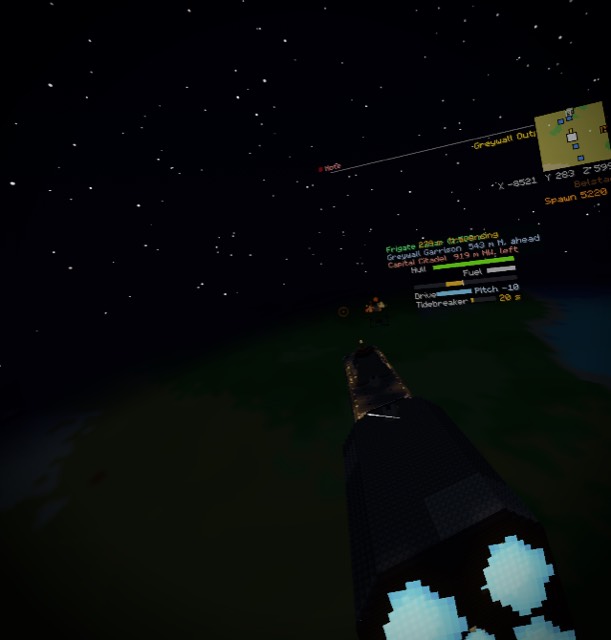 Greywall Out
X -8521 Y 283 Z 599
Spawn 5220
Frigate
Greywall Garrison 543 m N, ahead
Capital Citadel 919 m NW, left
Hull
Fuel
Drive
Pitch -10
Tidebreaker
20 s